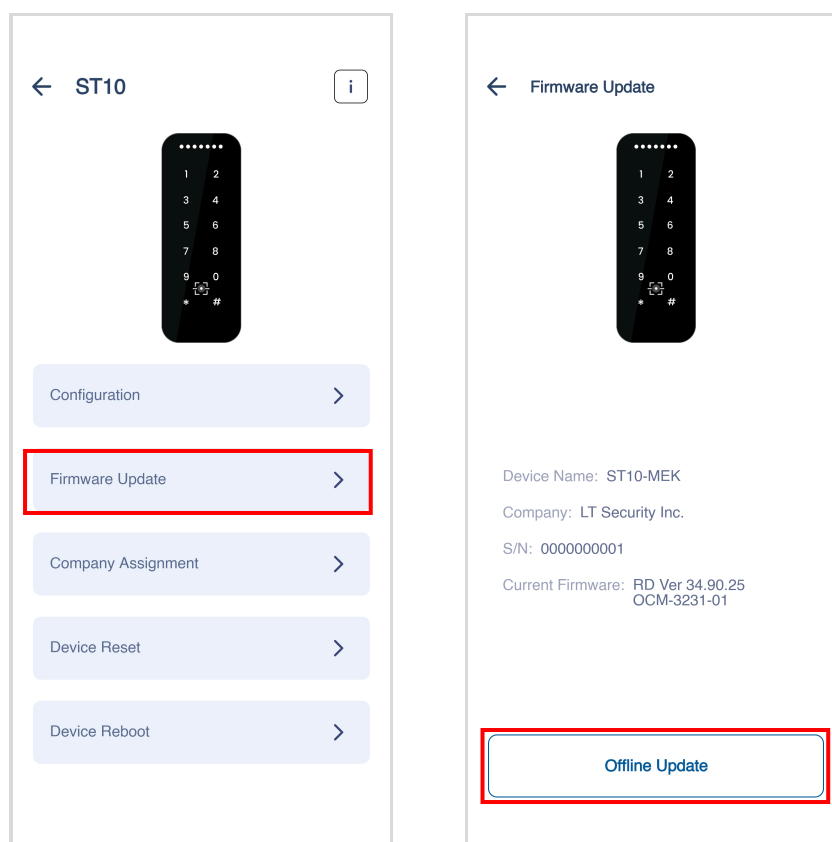 ST10
i
1 2
3 4
5 6
7 8
9 0
* #
Configuration
Firmware Update
Company Assignment
Device Reset
Device Reboot
Firmware Update
1 2
3 4
5 6
7 8
9 0
* #
Device Name: ST10-MEK
Company: LT Security Inc.
S/N: 0000000001
Current Firmware: RD Ver 34.90.25
OCM-3231-01
Offline Update